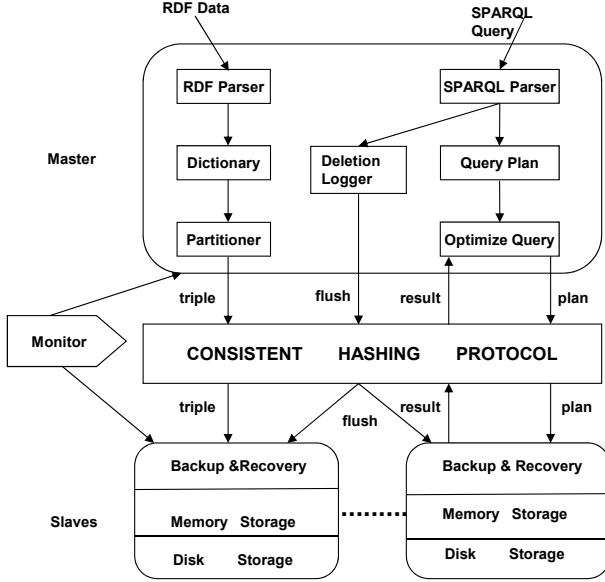 RDF Data
SPARQL
Query
RDF Parser
SPARQL Parser
Master
Dictionary
Deletion
Logger
Query Plan
Partitioner
Optimize Query
triple
flush
result
plan
Monitor
CONSISTENT HASHING PROTOCOL
triple
flush
result
plan
Backup &Recovery
Backup & Recovery
Slaves
Memory Storage
Memory Storage
Disk Storage
Disk Storage